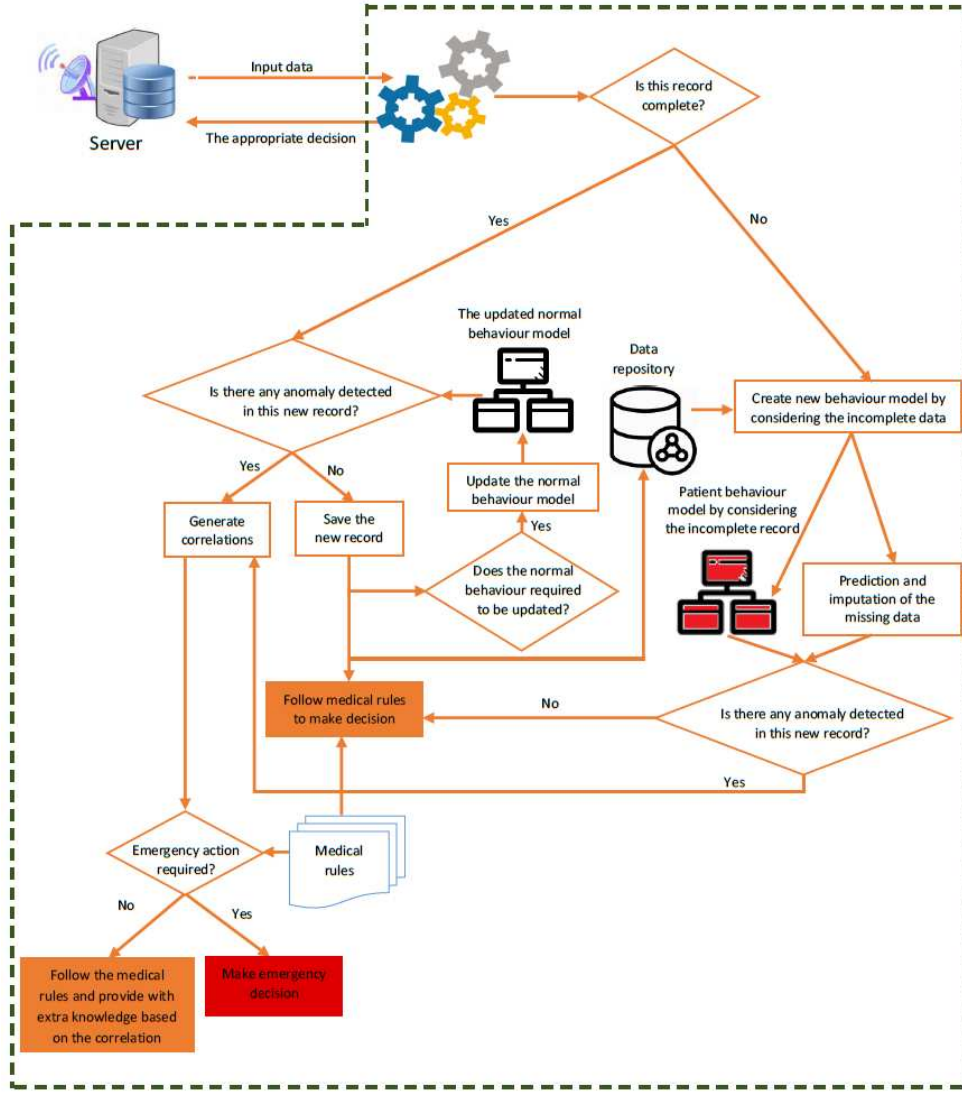 Input data
The appropriate decision
Server
Is this record
complete?
Yes
No
The updated normal
behaviour model
Data
repository
Is there any anomaly detected
in this new record?
Create new behaviour model by
considering the incomplete data
Yes
No
Update the normal
behaviour model
Patient behaviour
model by considering
the incomplete record
Generate
correlations
Save the
new record
Yes
Does the normal
behaviour required
to be updated?
Prediction and
imputation of the
missing data
Follow medical rules
to make decision
No
Is there any anomaly detected
in this new record?
Yes
Emergency action
required?
Medical
rules
No
Yes
Follow the medical
rules and provide with
extra knowledge based
on the correlation
Make emergency
decision